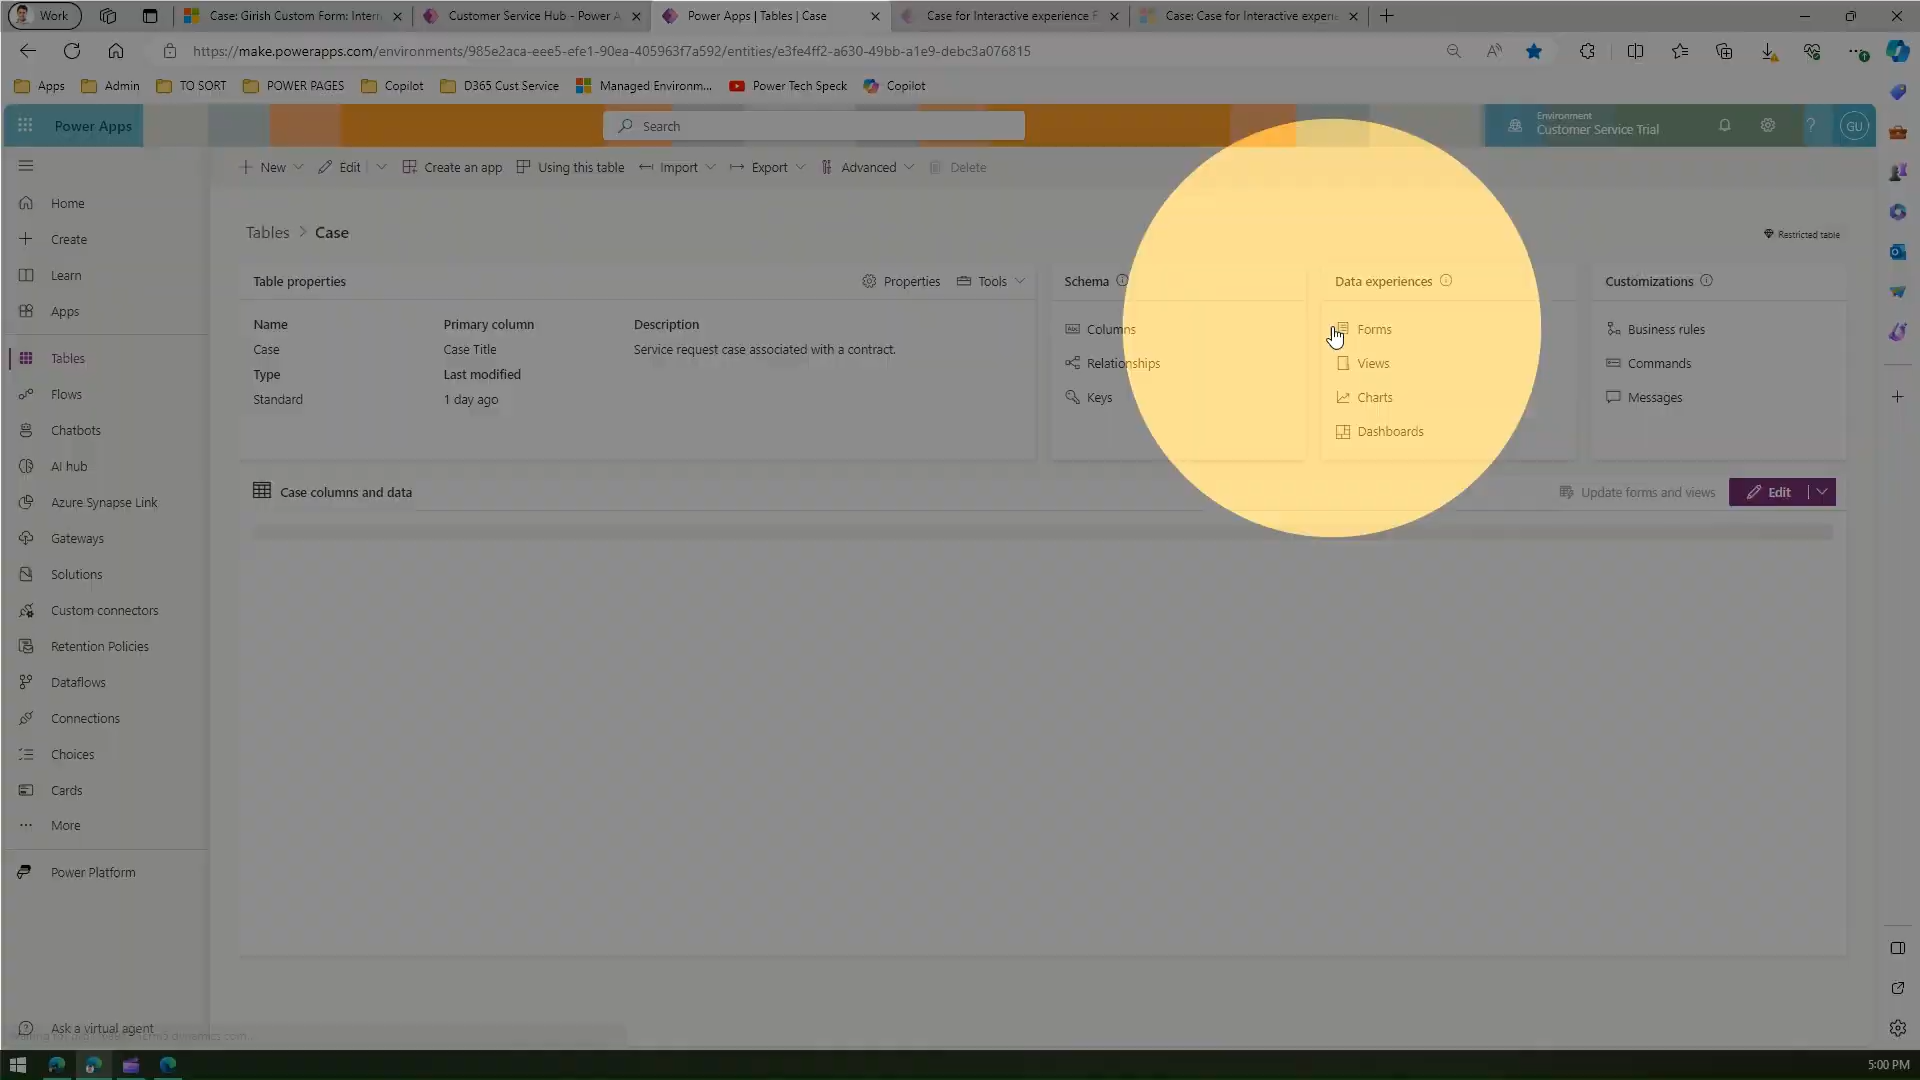 Work
Case: Girish Custom Form: Intern
Customer Service Hub - Power A
Power Apps | Tables | Case
Case for Interactive experience F
Case: Case for Interactive experie
https://make.powerapps.com/environments/985e2aca-eee5-efe1-90ea-405963f7a592/entities/e3fe4ff2-a630-49bb-a1e9-debc3a076815
Apps
Admin
TO SORT
POWER PAGES
Copilot
D365 Cust Service
Managed Environm...
Power Tech Speck
Copilot
Power Apps
Search
Environment
Customer Service Trial
GU
New
Edit
Create an app
Using this table
Import
Export
Advanced
Delete
Home
Create
Learn
Apps
Tables
Flows
Chatbots
AI hub
Azure Synapse Link
Gateways
Solutions
Custom connectors
Retention Policies
Dataflows
Connections
Choices
Cards
More
Power Platform
Ask a virtual agent
Tables > Case
Restricted table
Table properties
Properties
Tools
Name
Case
Type
Standard
Primary column
Case Title
Last modified
1 day ago
Description
Service request case associated with a contract.
Schema
Columns
Relationships
Keys
Data experiences
Forms
Views
Charts
Dashboards
Customizations
Business rules
Commands
Messages
Case columns and data
Update forms and views
Edit
5:00 PM